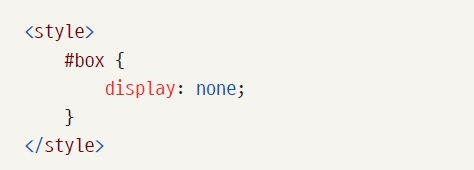 <style>
    #box {
        display: none;
    }
</style>